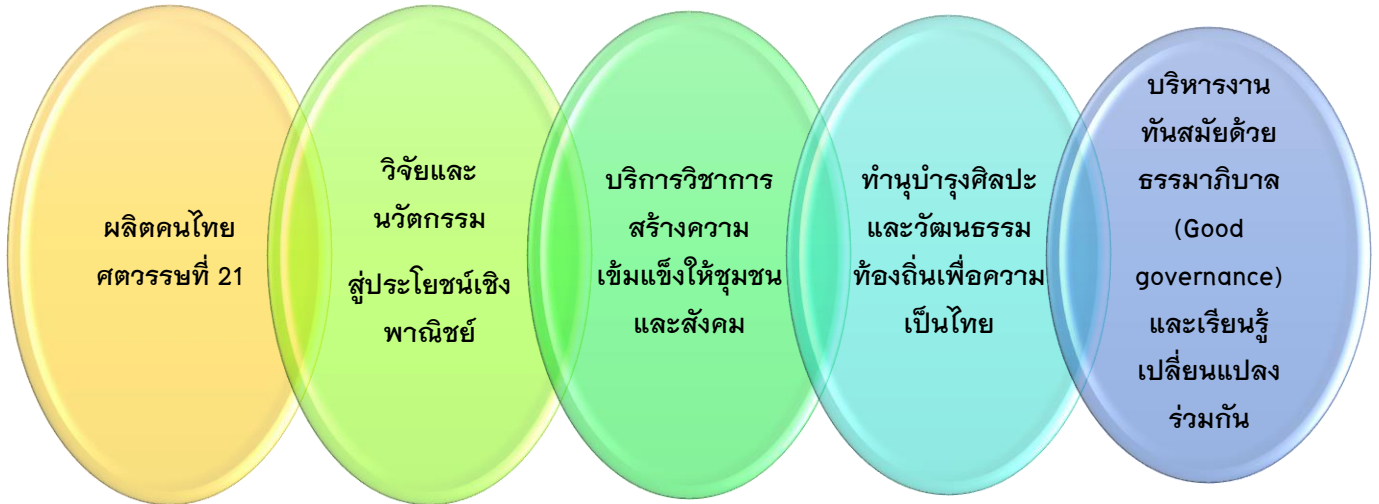 ผลิตคนไทย
ศตวรรษที่ 21
วิจัยและ
นวัตกรรม
สู่ประโยชน์เชิง
พาณิชย์
บริการวิชาการ
สร้างความ
เข้มแข็งให้ชุมชน
และสังคม
ทำนุบำรุงศิลปะ
และวัฒนธรรม
ท้องถิ่นเพื่อความ
เป็นไทย
บริหารงาน
ทันสมัยด้วย
ธรรมาภิบาล
(Good
governance)
และเรียนรู้
เปลี่ยนแปลง
ร่วมกัน